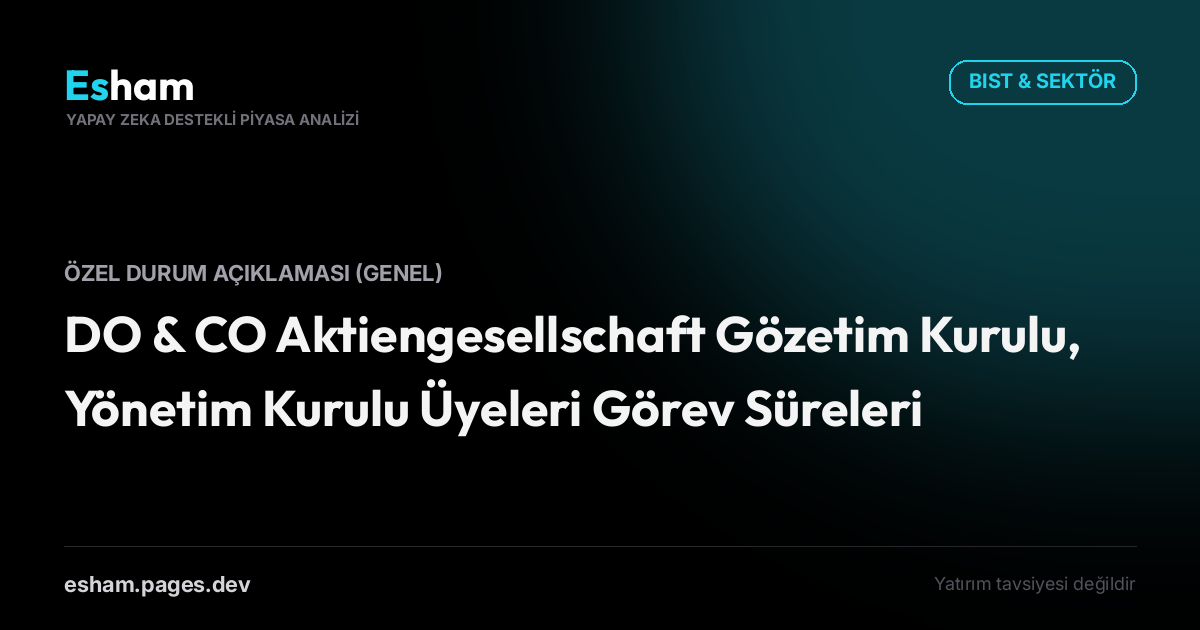 Esham
BIST & SEKTÖR
YAPAY ZEKA DESTEKLİ PİYASA ANALİZİ
ÖZEL DURUM AÇIKLAMASI (GENEL)
DO & CO Aktiengesellschaft Gözetim Kurulu,
Yönetim Kurulu Üyeleri Görev Süreleri
esham.pages.dev
Yatırım tavsiyesi değildir